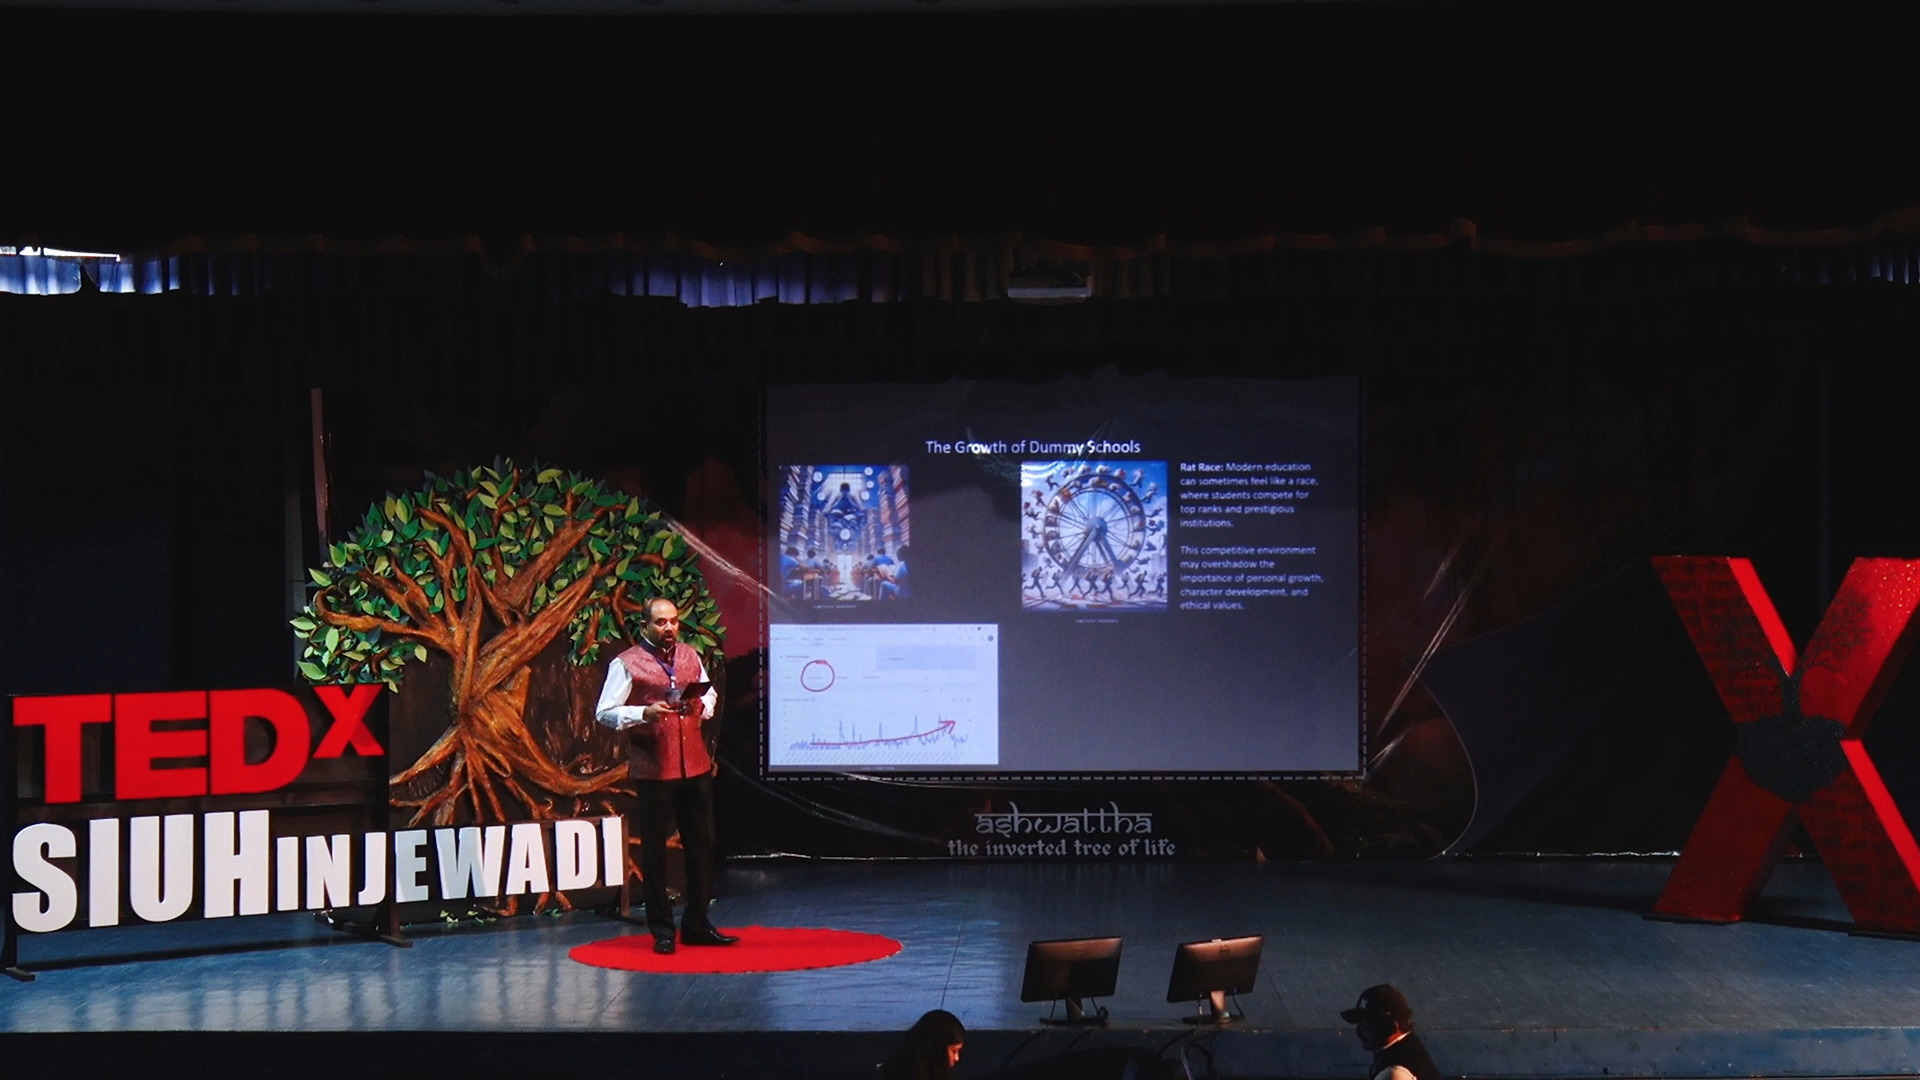 The Growth of Dummy Schools
Rat Race: Modern education
can sometimes feel like a race,
where students compete for
top ranks and prestigious
institutions.
This competitive environment
may overshadow the
importance of personal growth,
character development, and
ethical values.
TEDx
SIUHINJEWADI
ashwattha
the inverted tree of life
X